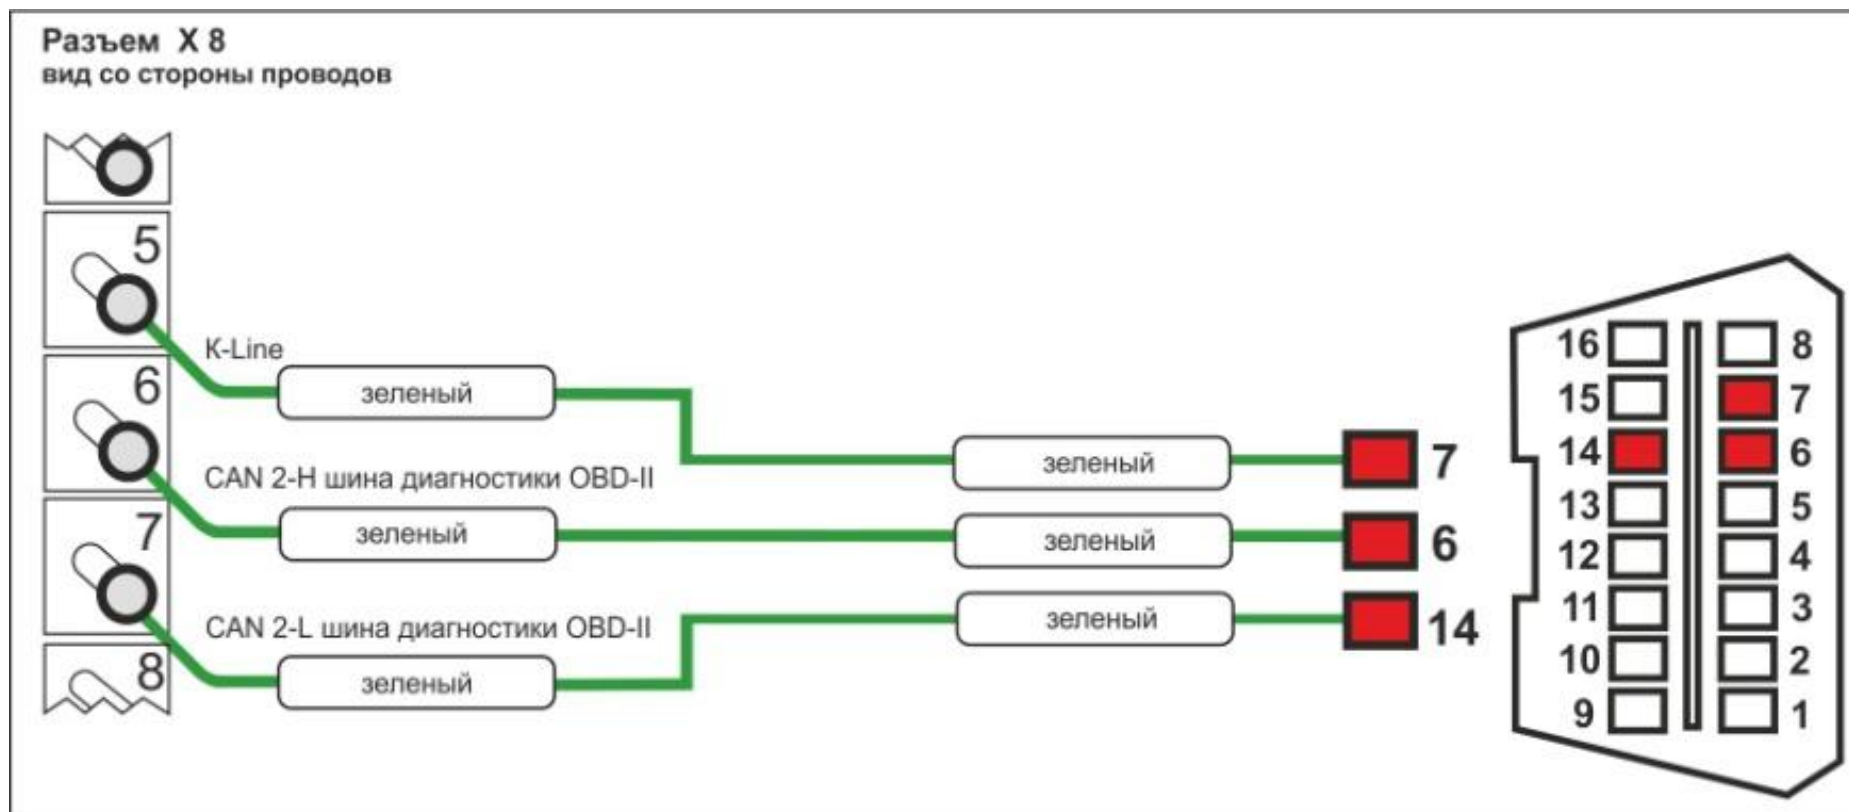 Разъем X 8
вид со стороны проводов
5
K-Line
зеленый
зеленый
7
6
CAN 2-H шина диагностики OBD-II
зеленый
зеленый
6
7
CAN 2-L шина диагностики OBD-II
зеленый
зеленый
14
8
16 8
15 7
14 6
13 5
12 4
11 3
10 2
9 1